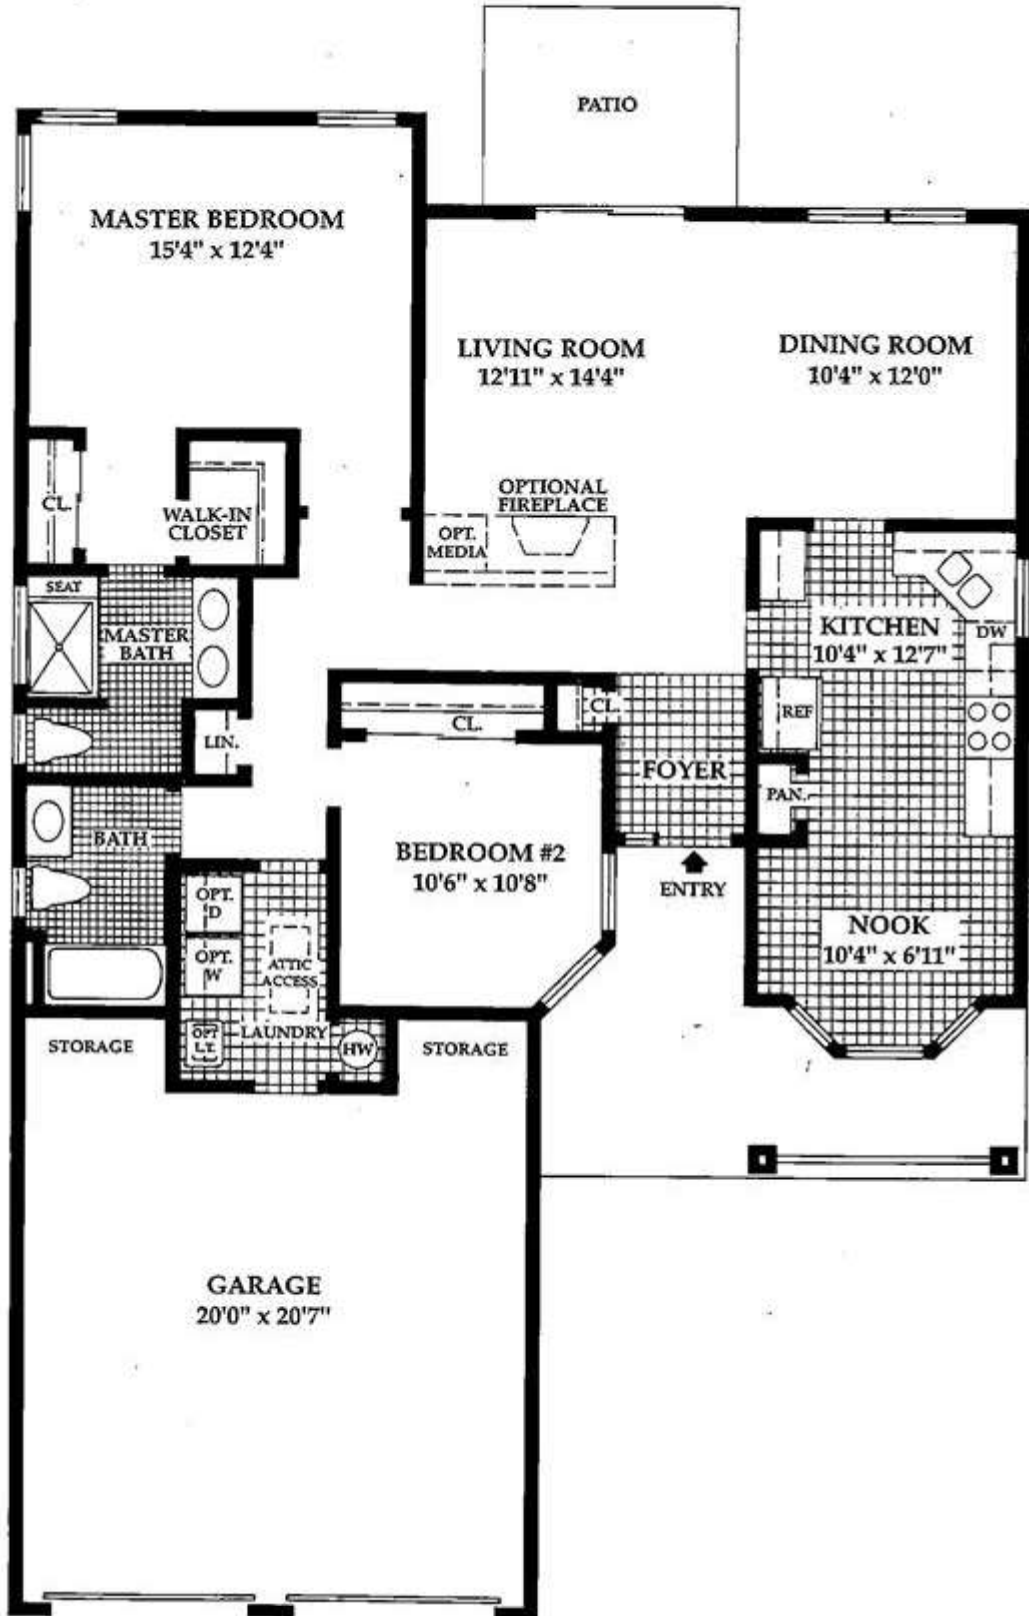 PATIO
MASTER BEDROOM
15'4" x 12'4"
LIVING ROOM
12'11" x 14'4"
DINING ROOM
10'4" x 12'0"
CL.
WALK-IN
CLOSET
OPTIONAL
FIREPLACE
OPT.
MEDIA
SEAT
MASTER
BATH
KITCHEN
10'4" x 12'7"
DW
LIN.
CL.
CL.
REF
FOYER
PAN.
BATH
BEDROOM #2
10'6" x 10'8"
ENTRY
OPT.
D
OPT.
W
ATTIC
ACCESS
NOOK
10'4" x 6'11"
STORAGE
OPT
L.T.
LAUNDRY
HW
STORAGE
GARAGE
20'0" x 20'7"